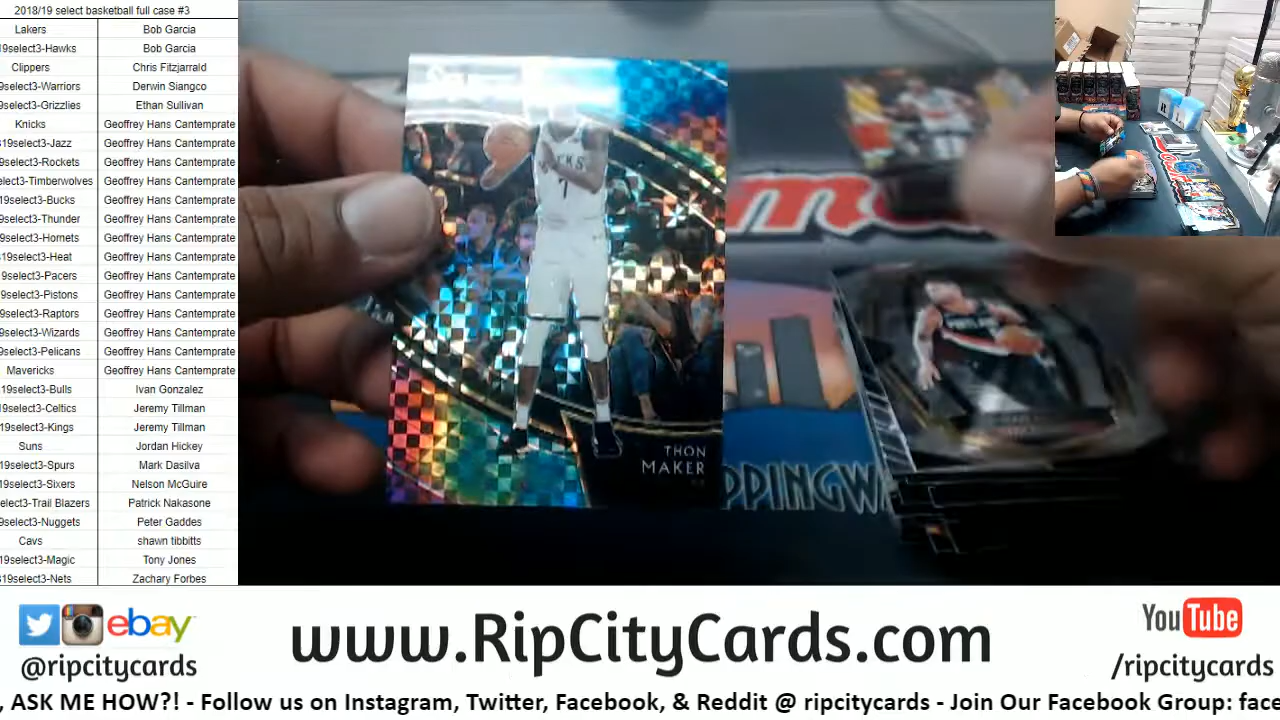 2018/19 select basketball full case #3
Lakers Bob Garcia
19select3-Hawks Bob Garcia
Clippers Chris Fitzjarrald
9select3-Warriors Derwin Siangco
9select3-Grizzlies Ethan Sullivan
Knicks Geoffrey Hans Cantemprate
19select3-Jazz Geoffrey Hans Cantemprate
9select3-Rockets Geoffrey Hans Cantemprate
elect3-Timberwolves Geoffrey Hans Cantemprate
9select3-Bucks Geoffrey Hans Cantemprate
9select3-Thunder Geoffrey Hans Cantemprate
9select3-Hornets Geoffrey Hans Cantemprate
19select3-Heat Geoffrey Hans Cantemprate
9select3-Pacers Geoffrey Hans Cantemprate
9select3-Pistons Geoffrey Hans Cantemprate
9select3-Raptors Geoffrey Hans Cantemprate
9select3-Wizards Geoffrey Hans Cantemprate
9select3-Pelicans Geoffrey Hans Cantemprate
Mavericks Geoffrey Hans Cantemprate
19select3-Bulls Ivan Gonzalez
19select3-Celtics Jeremy Tillman
19select3-Kings Jeremy Tillman
Suns Jordan Hickey
19select3-Spurs Mark Dasilva
19select3-Sixers Nelson McGuire
elect3-Trail Blazers Patrick Nakasone
9select3-Nuggets Peter Gaddes
Cavs shawn tibbitts
19select3-Magic Tony Jones
19select3-Nets Zachary Forbes
7
THON
MAKER
PPINGW
ebay
@ripcitycards
www.RipCityCards.com
YouTube
/ripcitycards
, ASK ME HOW?! - Follow us on Instagram, Twitter, Facebook, & Reddit @ ripcitycards - Join Our Facebook Group: face